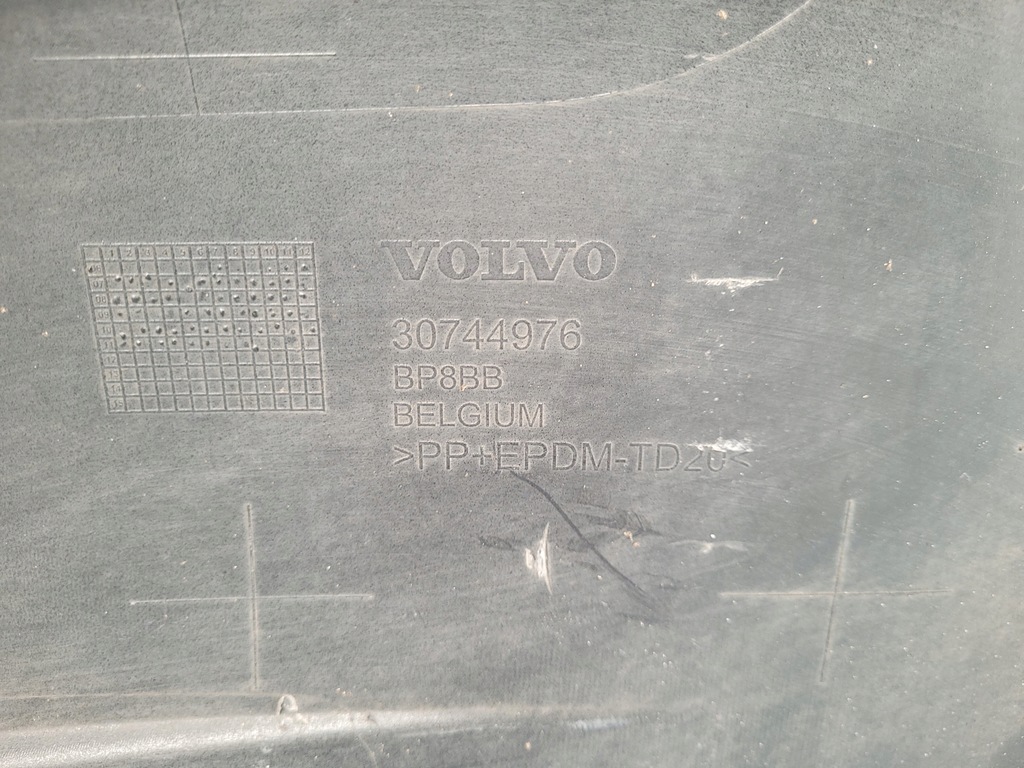 VOLVO
30744976
BP8BB
BELGIUM
>PP+EPDM-TD20<